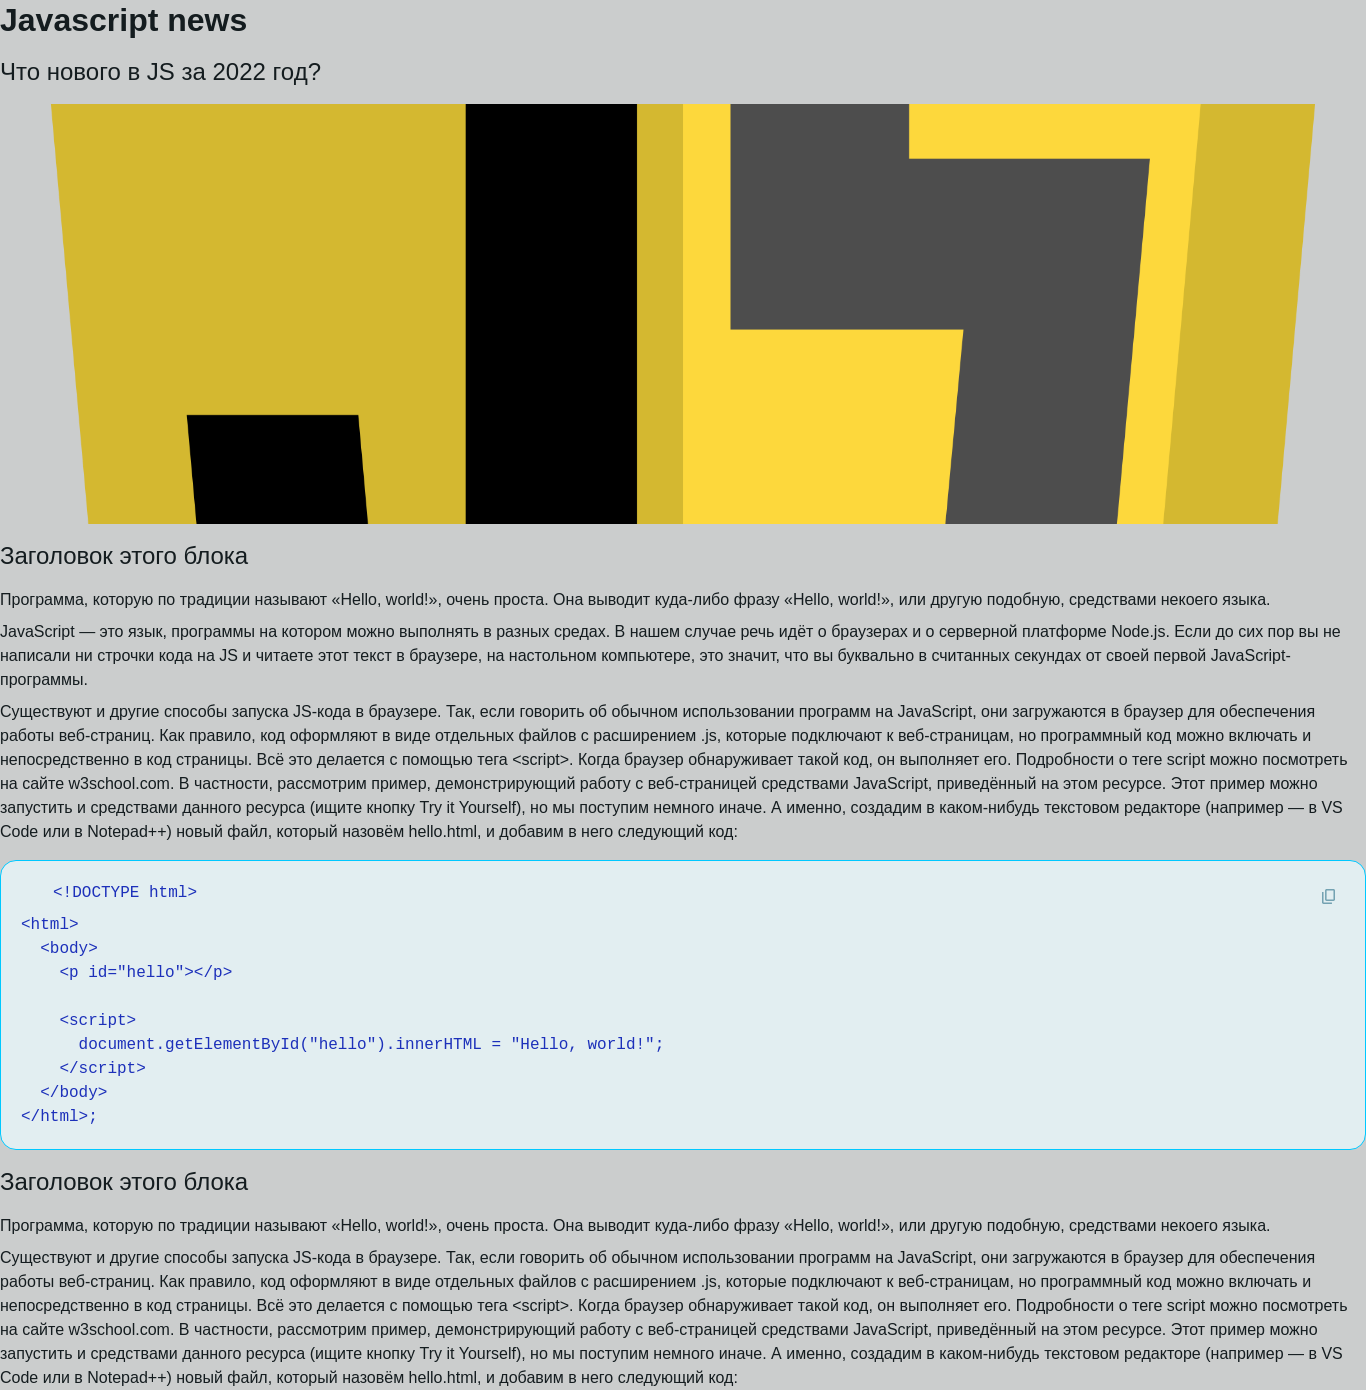 Javascript news
Что нового в JS за 2022 год?
Заголовок этого блока
Программа, которую по традиции называют «Hello, world!», очень проста. Она выводит куда-либо фразу «Hello, world!», или другую подобную, средствами некоего языка.
JavaScript — это язык, программы на котором можно выполнять в разных средах. В нашем случае речь идёт о браузерах и о серверной платформе Node.js. Если до сих пор вы не
написали ни строчки кода на JS и читаете этот текст в браузере, на настольном компьютере, это значит, что вы буквально в считанных секундах от своей первой JavaScript-
программы.
Существуют и другие способы запуска JS-кода в браузере. Так, если говорить об обычном использовании программ на JavaScript, они загружаются в браузер для обеспечения
работы веб-страниц. Как правило, код оформляют в виде отдельных файлов с расширением .js, которые подключают к веб-страницам, но программный код можно включать и
непосредственно в код страницы. Всё это делается с помощью тега <script>. Когда браузер обнаруживает такой код, он выполняет его. Подробности о теге script можно посмотреть
на сайте w3school.com. В частности, рассмотрим пример, демонстрирующий работу с веб-страницей средствами JavaScript, приведённый на этом ресурсе. Этот пример можно
запустить и средствами данного ресурса (ищите кнопку Try it Yourself), но мы поступим немного иначе. А именно, создадим в каком-нибудь текстовом редакторе (например — в VS
Code или в Notepad++) новый файл, который назовём hello.html, и добавим в него следующий код:
<!DOCTYPE html>
<html>
<body>
<p id="hello"></p>
<script>
document.getElementById("hello").innerHTML = "Hello, world!";
</script>
</body>
</html>;
Заголовок этого блока
Программа, которую по традиции называют «Hello, world!», очень проста. Она выводит куда-либо фразу «Hello, world!», или другую подобную, средствами некоего языка.
Существуют и другие способы запуска JS-кода в браузере. Так, если говорить об обычном использовании программ на JavaScript, они загружаются в браузер для обеспечения
работы веб-страниц. Как правило, код оформляют в виде отдельных файлов с расширением .js, которые подключают к веб-страницам, но программный код можно включать и
непосредственно в код страницы. Всё это делается с помощью тега <script>. Когда браузер обнаруживает такой код, он выполняет его. Подробности о теге script можно посмотреть
на сайте w3school.com. В частности, рассмотрим пример, демонстрирующий работу с веб-страницей средствами JavaScript, приведённый на этом ресурсе. Этот пример можно
запустить и средствами данного ресурса (ищите кнопку Try it Yourself), но мы поступим немного иначе. А именно, создадим в каком-нибудь текстовом редакторе (например — в VS
Code или в Notepad++) новый файл, который назовём hello.html, и добавим в него следующий код: